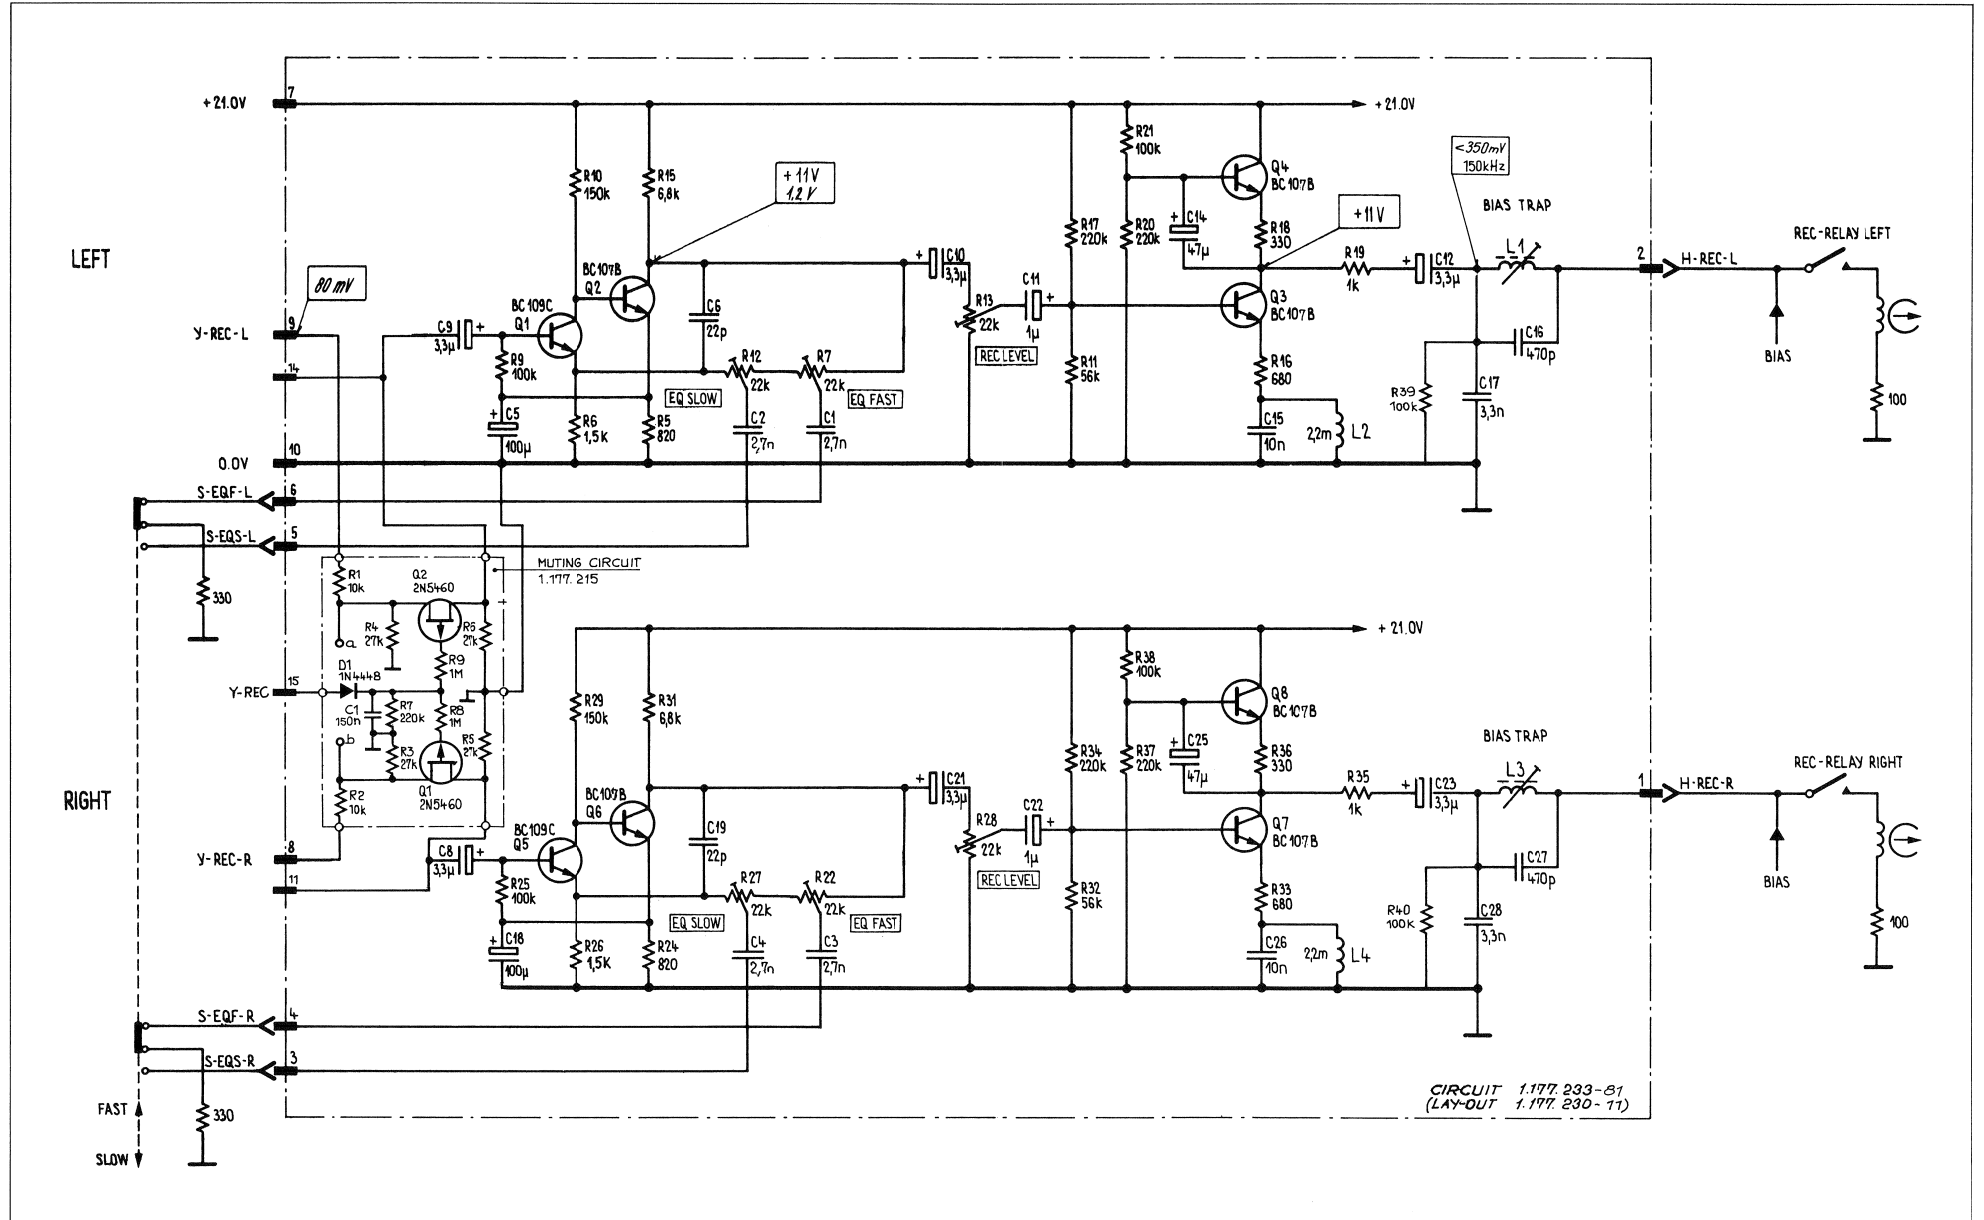 +21.0V
7
+21.0V
R21
100k
R10
150k
R15
6,8k
+11V
1,2V
Q4
BC107B
<350mV
150kHz
BIAS TRAP
+11V
R17
220k
R20
220k
+ C14
47µ
R18
330
LEFT
REC-RELAY LEFT
L1
2
H-REC-L
+ C10
3,3µ
R19
1k
+ C12
3,3µ
BC107B
Q2
80 mV
BC109C
Q1
C6
22p
R13
22k
C11
+
1µ
REC LEVEL
Q3
BC107B
Y-REC-L
9
C9 +
3,3µ
C16
470p
BIAS
14
R9
100k
R12
22k
R7
22k
EQ SLOW
EQ FAST
R11
56k
R16
680
R39
100k
C17
3,3n
100
+ C5
100µ
R6
1,5K
R5
820
C2
2,7n
C1
2,7n
C15
10n
2,2m
L2
0.0V
10
S-EQF-L
6
S-EQS-L
5
330
MUTING CIRCUIT
1.177.215
R1
10k
Q2
2N5460
+
R4
27k
R6
27k
a
R9
1M
D1
1N4448
Y-REC
15
C1
150n
R7
220k
R8
1M
b
R3
27k
R5
27k
R2
10k
Q1
2N5460
+21.0V
R38
100k
R29
150k
R31
6,8k
Q8
BC107B
R34
220k
R37
220k
+ C25
47µ
R36
330
BIAS TRAP
REC-RELAY RIGHT
L3
1
H-REC-R
RIGHT
BC107B
Q6
+ C21
3,3µ
R35
1k
+ C23
3,3µ
BC109C
Q5
C19
22p
R28
22k
C22
+
1µ
REC LEVEL
Q7
BC107B
Y-REC-R
8
C8 +
3,3µ
11
C27
470p
BIAS
R25
100k
R27
22k
R22
22k
EQ SLOW
EQ FAST
R32
56k
R33
680
R40
100k
C28
3,3n
100
+ C18
100µ
R26
1,5K
R24
820
C4
2,7n
C3
2,7n
C26
10n
2,2m
L4
S-EQF-R
4
S-EQS-R
3
FAST
330
SLOW
CIRCUIT 1.177.233-81
(LAY-OUT 1.177.230-11)